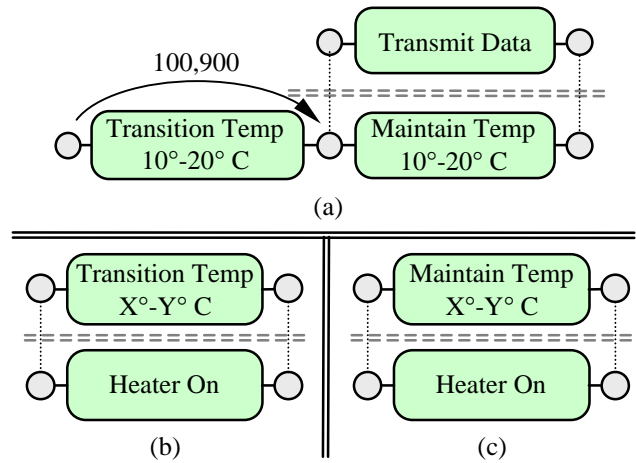 Transmit Data
100,900
Transition Temp
10°-20° C
Maintain Temp
10°-20° C
(a)
Transition Temp
X°-Y° C
Heater On
(b)
Maintain Temp
X°-Y° C
Heater On
(c)